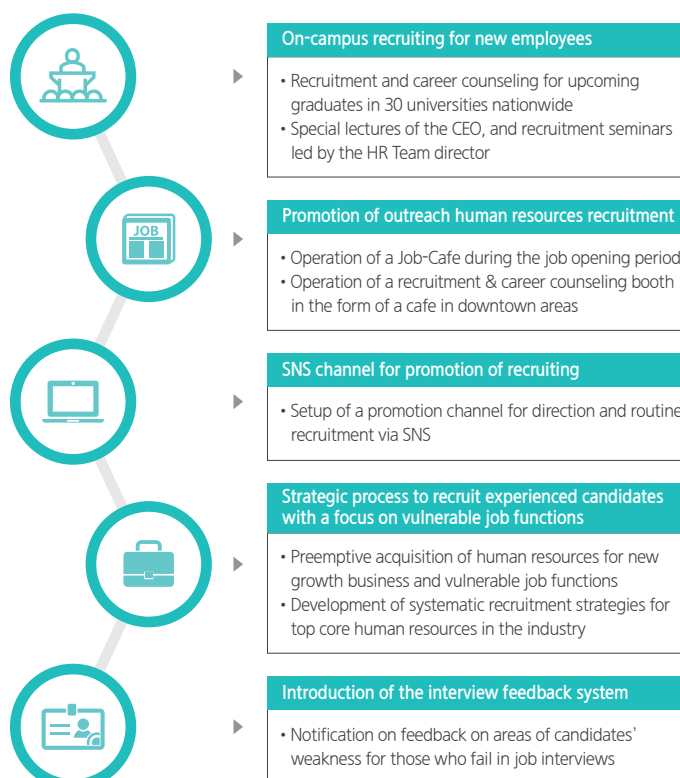 On-campus recruiting for new employees
• Recruitment and career counseling for upcoming
graduates in 30 universities nationwide
• Special lectures of the CEO, and recruitment seminars
led by the HR Team director
JOB
Promotion of outreach human resources recruitment
• Operation of a Job-Cafe during the job opening period
• Operation of a recruitment & career counseling booth
in the form of a cafe in downtown areas
SNS channel for promotion of recruiting
• Setup of a promotion channel for direction and routine
recruitment via SNS
Strategic process to recruit experienced candidates
with a focus on vulnerable job functions
• Preemptive acquisition of human resources for new
growth business and vulnerable job functions
• Development of systematic recruitment strategies for
top core human resources in the industry
Introduction of the interview feedback system
• Notification on feedback on areas of candidates'
weakness for those who fail in job interviews